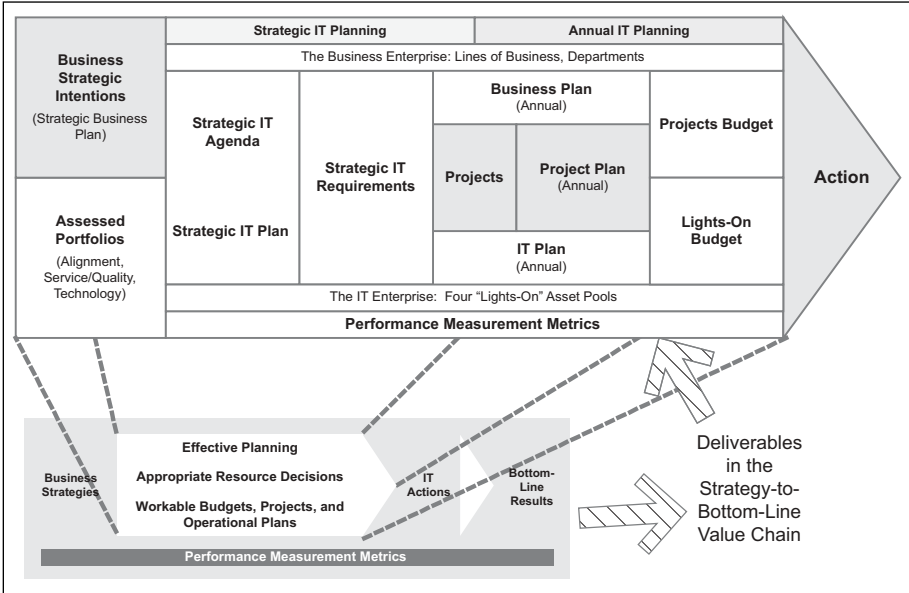 Strategic IT Planning
Annual IT Planning
Business
Strategic
Intentions
(Strategic Business
Plan)
The Business Enterprise: Lines of Business, Departments
Strategic IT
Agenda
Strategic IT Plan
Strategic IT
Requirements
Business Plan
(Annual)
Projects
Project Plan
(Annual)
IT Plan
(Annual)
Projects Budget
Lights-On
Budget
Action
Assessed
Portfolios
(Alignment,
Service/Quality,
Technology)
The IT Enterprise: Four “Lights-On” Asset Pools
Performance Measurement Metrics
Business
Strategies
Effective Planning
Appropriate Resource Decisions
Workable Budgets, Projects, and
Operational Plans
IT
Actions
Bottom-
Line
Results
Performance Measurement Metrics
Deliverables
in the
Strategy-to-
Bottom-Line
Value Chain